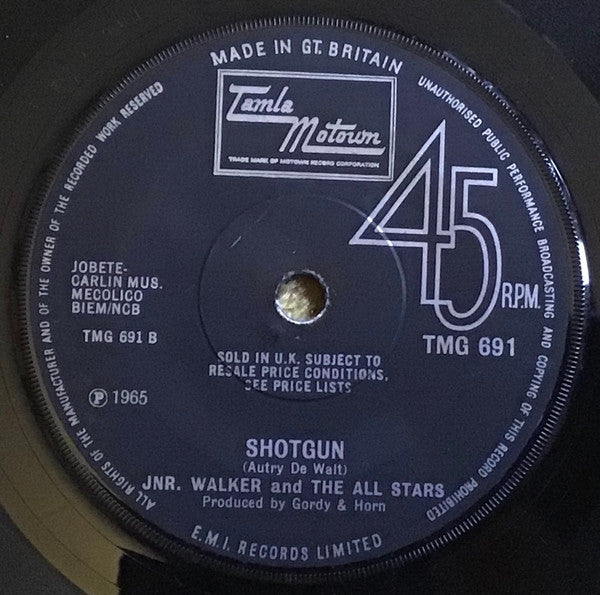 MADE IN GT. BRITAIN
Tamla
Motown
TRADE MARK OF MOTOWN RECORD CORPORATION
45
R.P.M.
TMG 691
JOBETE-
CARLIN MUS.
MECOLICO
BIEM/NCB
TMG 691 B
℗ 1965
SOLD IN U.K. SUBJECT TO
RESALE PRICE CONDITIONS,
SEE PRICE LISTS
SHOTGUN
(Autry De Walt)
JNR. WALKER and THE ALL STARS
Produced by Gordy & Horn
E.M.I. RECORDS LIMITED
ALL RIGHTS OF THE MANUFACTURER AND OF THE OWNER OF THE RECORDED WORK RESERVED
UNAUTHORISED PUBLIC PERFORMANCE BROADCASTING AND COPYING OF THIS RECORD PROHIBITED